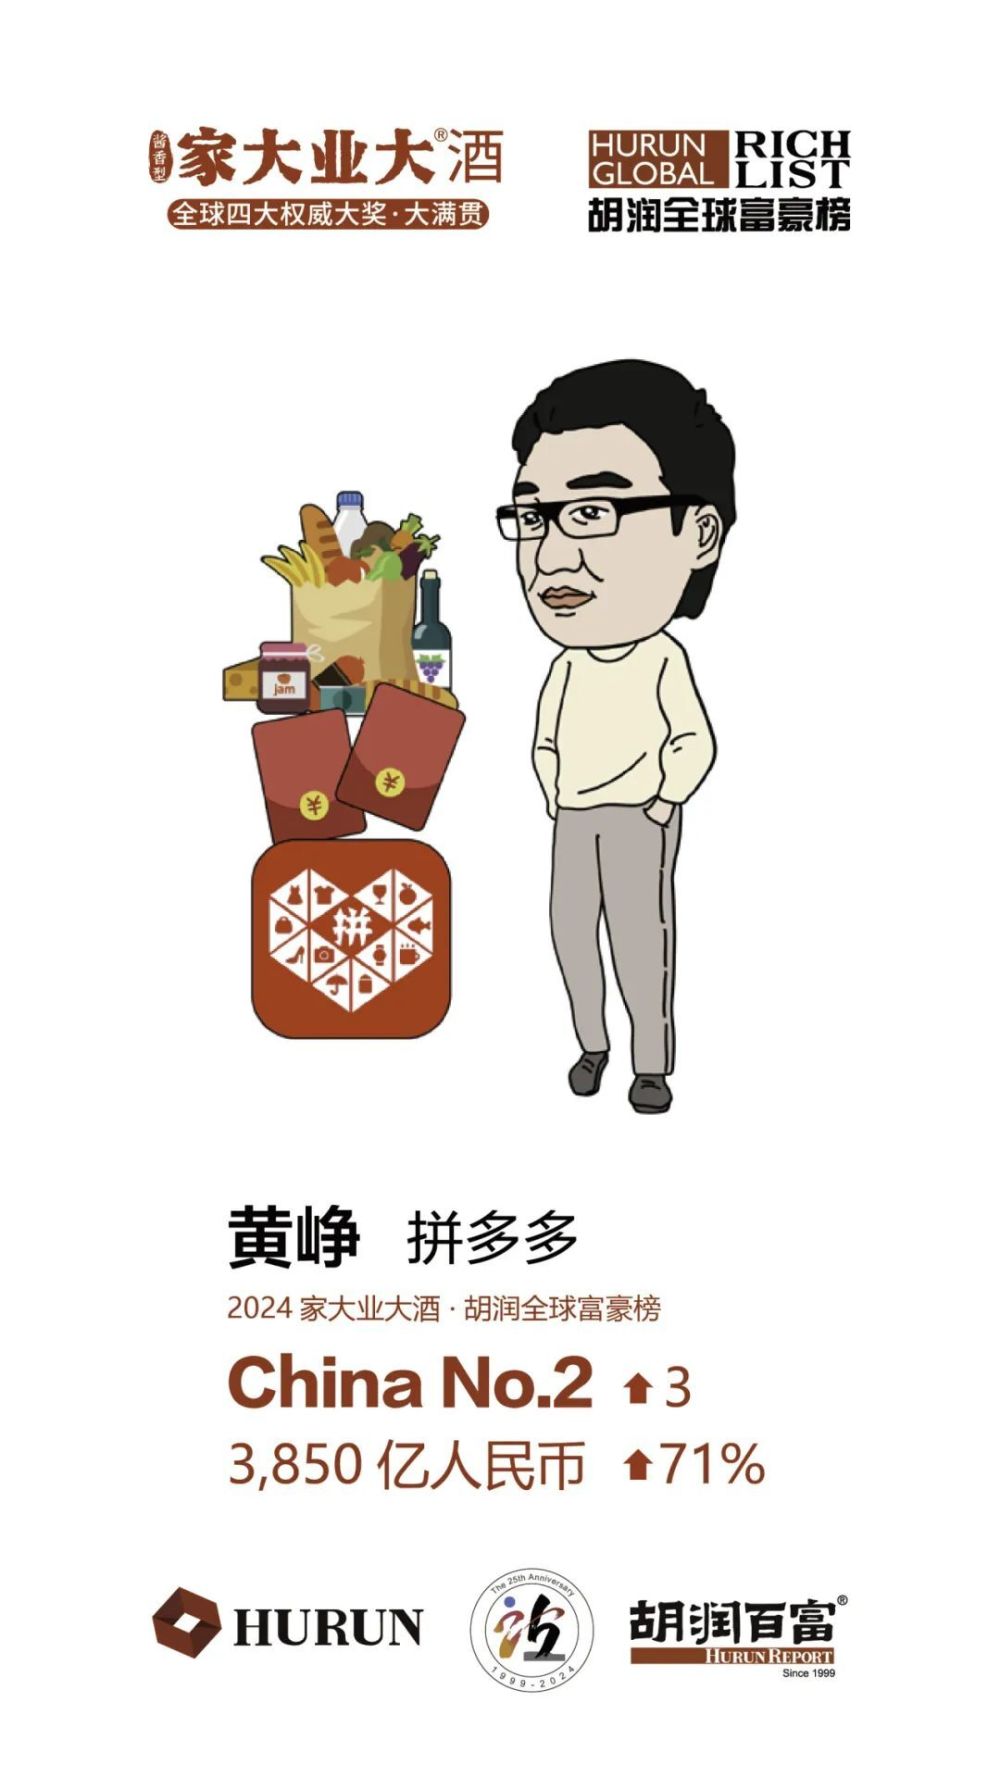 酱香型
家大业大®酒
全球四大权威大奖·大满贯
HURUN GLOBAL RICH LIST
胡润全球富豪榜
jam
拼
黄峥 拼多多
2024 家大业大酒 · 胡润全球富豪榜
China No.2 ↑3
3,850 亿人民币 ↑71%
HURUN
The 25th Anniversary
1999-2024
胡润百富®
HURUN REPORT
Since 1999